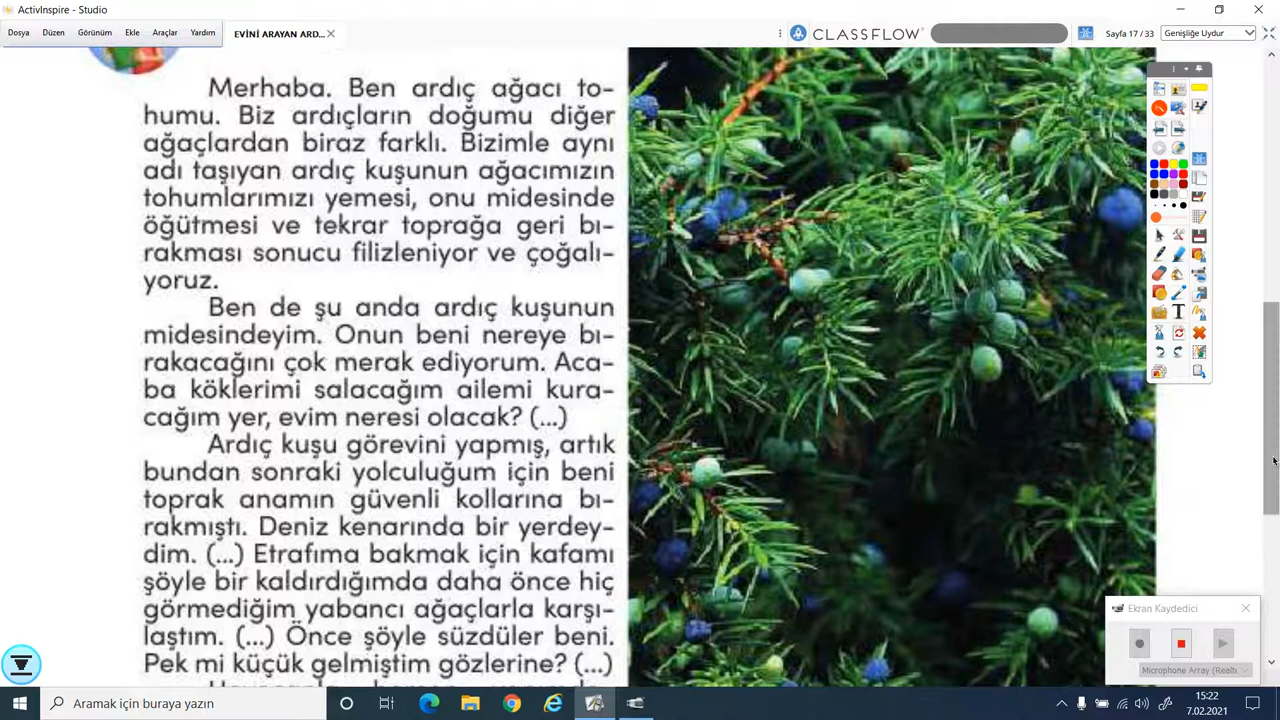 ActivInspire - Studio
Dosya Düzen Görünüm Ekle Araçlar Yardım
EVİNİ ARAYAN ARD...
CLASSFLOW
Sayfa 17 / 33
Genişliğe Uydur
Merhaba. Ben ardıç ağacı to-
humu. Biz ardıçların doğumu diğer
ağaçlardan biraz farklı. Bizimle aynı
adı taşıyan ardıç kuşunun ağacımızın
tohumlarımızı yemesi, onu midesinde
öğütmesi ve tekrar toprağa geri bı-
rakması sonucu filizleniyor ve çoğalı-
yoruz.
Ben de şu anda ardıç kuşunun
midesindeyim. Onun beni nereye bı-
rakacağını çok merak ediyorum. Aca-
ba köklerimi salacağım ailemi kura-
cağım yer, evim neresi olacak? (...)
Ardıç kuşu görevini yapmış, artık
bundan sonraki yolculuğum için beni
toprak anamın güvenli kollarına bı-
rakmıştı. Deniz kenarında bir yerdey-
dim. (...) Etrafıma bakmak için kafamı
şöyle bir kaldırdığımda daha önce hiç
görmediğim yabancı ağaçlarla karşı-
laştım. (...) Önce şöyle süzdüler beni.
Pek mi küçük gelmiştim gözlerine? (...)
Ekran Kaydedici
Microphone Array (Realt
Aramak için buraya yazın
15:22
7.02.2021